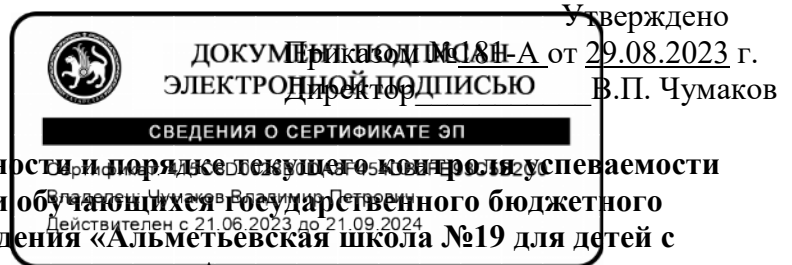 Утверждено
Приказом №181-А от 29.08.2023 г.
Директор____________В.П. Чумаков
ДОКУМЕНТ ПОДПИСАН
ЭЛЕКТРОННОЙ ПОДПИСЬЮ
СВЕДЕНИЯ О СЕРТИФИКАТЕ ЭП
ности и порядке текущего контроля успеваемости
Сертификат:
и обучающихся государственного бюджетного
Владелец: Чумаков Владимир Петрович
Действителен с 21.06.2023 до 21.09.2024
дения «Альметьевская школа №19 для детей с